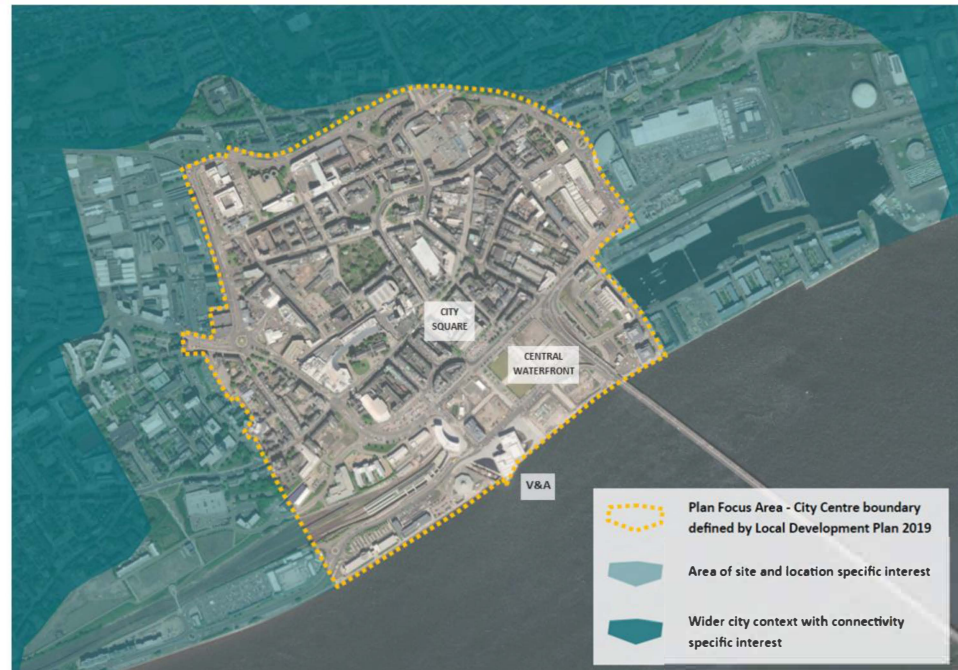 CITY
SQUARE
CENTRAL
WATERFRONT
V&A
Plan Focus Area - City Centre boundary
defined by Local Development Plan 2019
Area of site and location specific interest
Wider city context with connectivity
specific interest